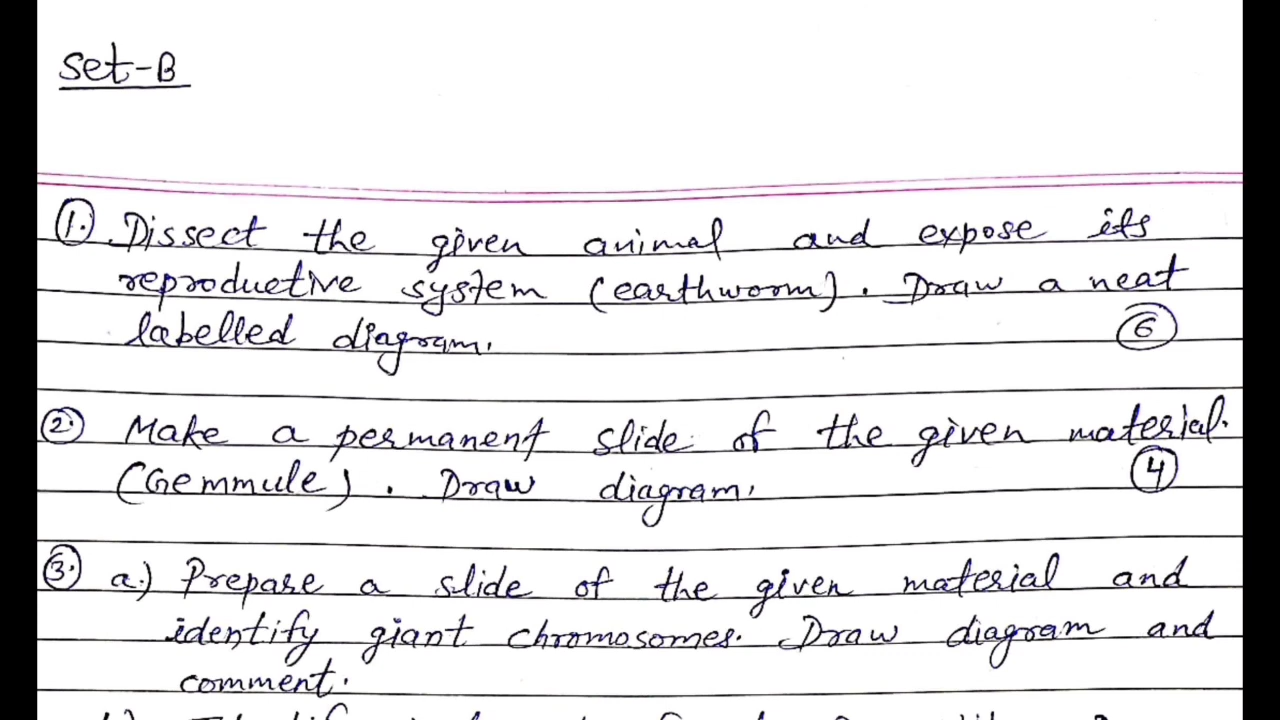 Set-B
1. Dissect the given animal and expose its
reproductive system (earthworm). Draw a neat
labelled diagram. 6
2. Make a permanent slide of the given material.
(Gemmule). Draw diagram. 4
3. a.) Prepare a slide of the given material and
identify giant chromosomes. Draw diagram and
comment.